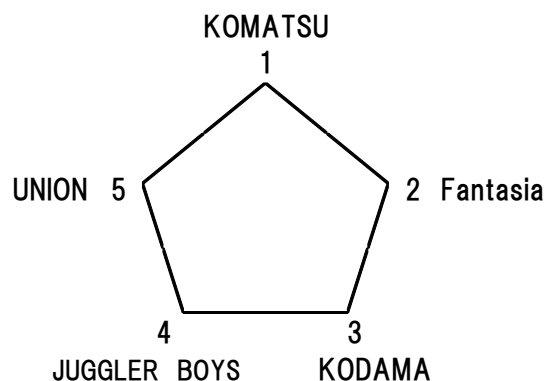 KOMATSU
1
UNION 5
2 Fantasia
4
3
JUGGLER BOYS
KODAMA